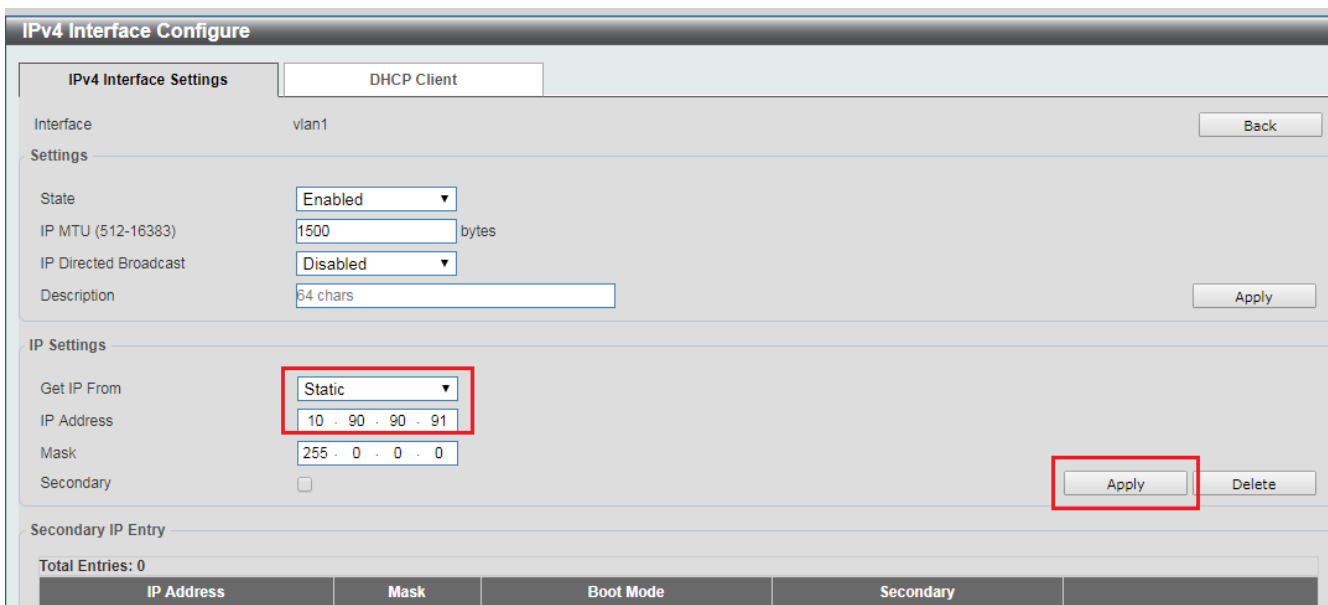 IPv4 Interface Configure
IPv4 Interface Settings DHCP Client
Interface vlan1 Back
Settings
State Enabled
IP MTU (512-16383) 1500 bytes
IP Directed Broadcast Disabled
Description 64 chars Apply
IP Settings
Get IP From Static
IP Address 10 . 90 . 90 . 91
Mask 255 . 0 . 0 . 0
Secondary Apply Delete
Secondary IP Entry
Total Entries: 0
IP Address Mask Boot Mode Secondary